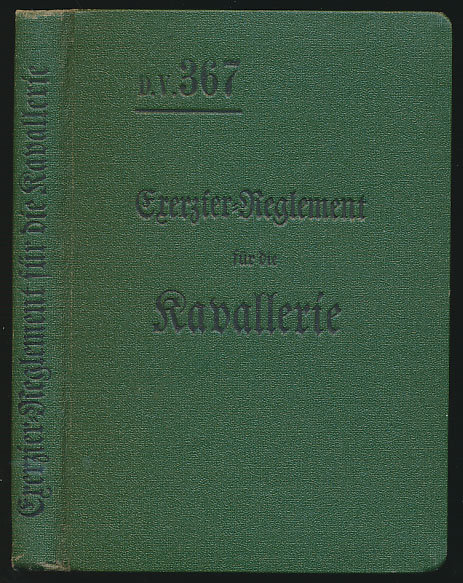 D.V.367
Exerzier-Reglement
für die
Kavallerie
Exerzier-Reglement für die Kavallerie